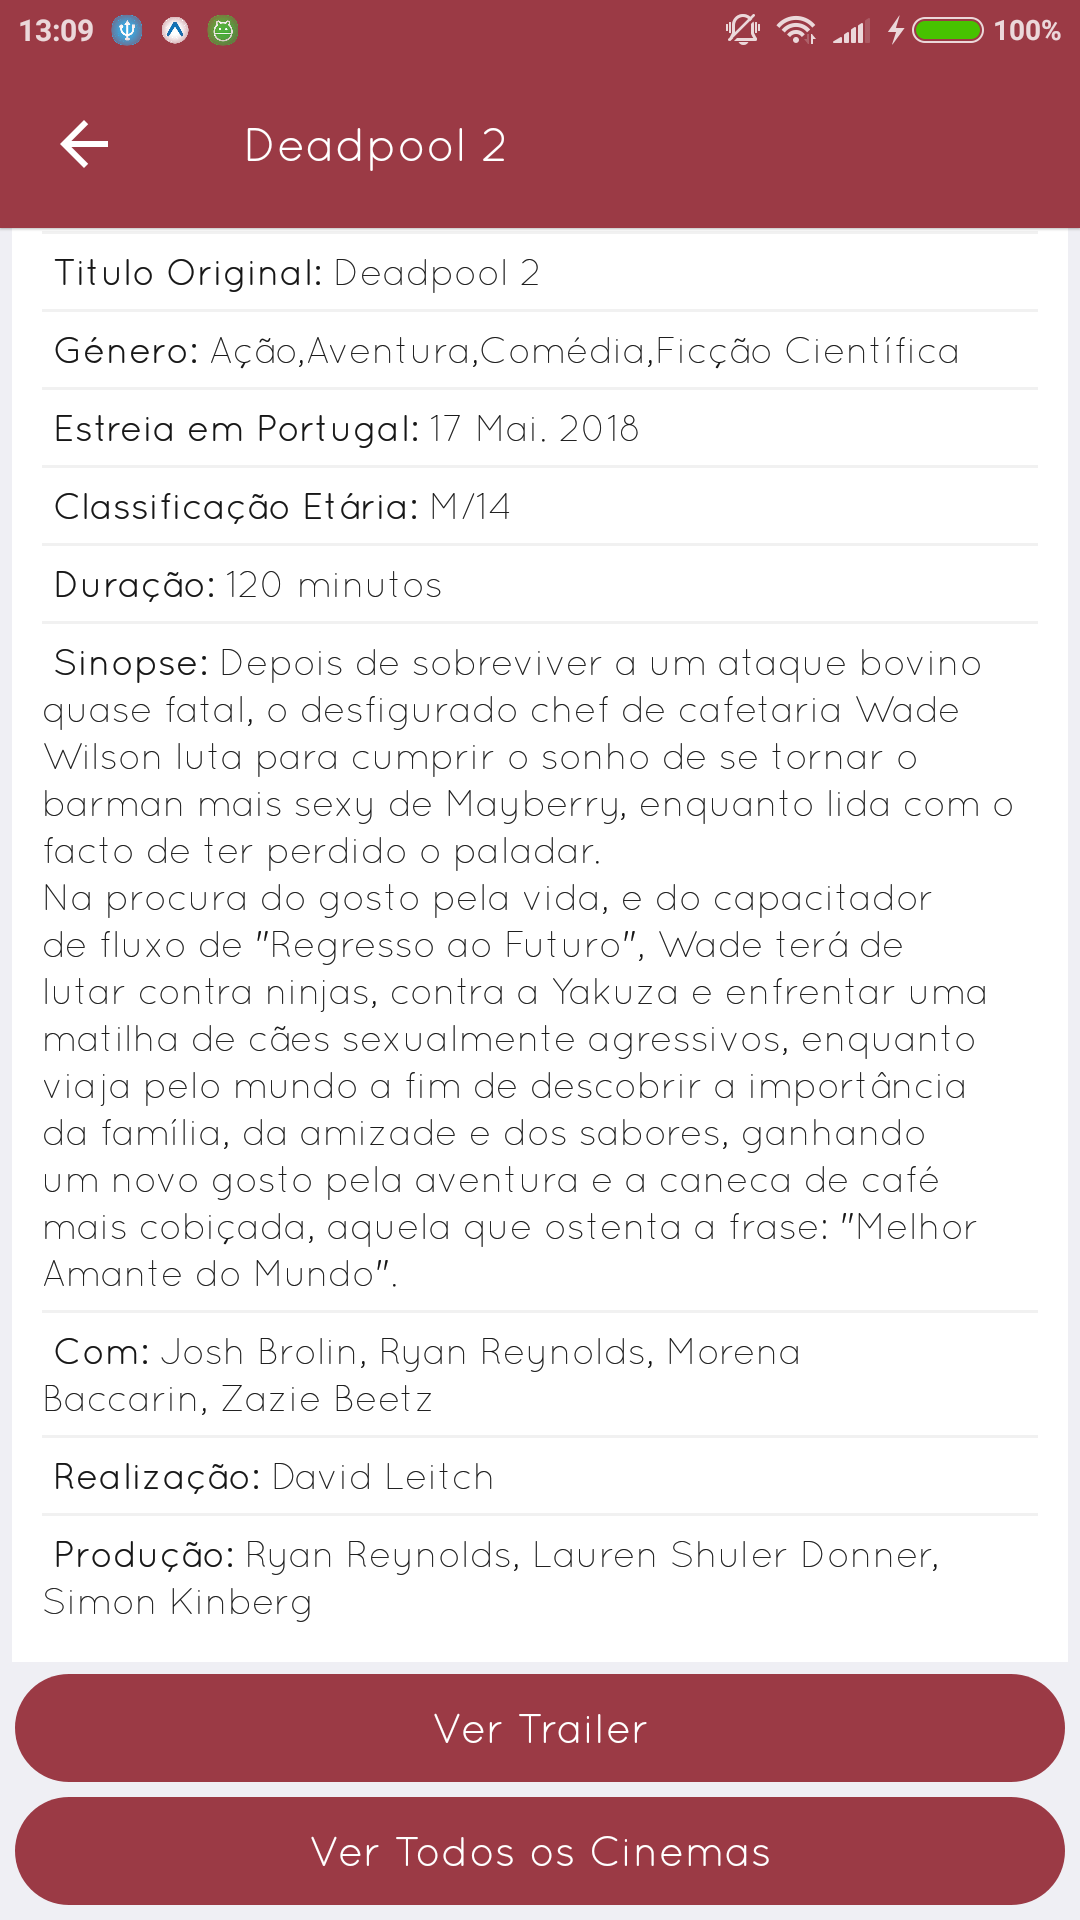 13:09
100%
Deadpool 2
Titulo Original: Deadpool 2
Género: Ação,Aventura,Comédia,Ficção Científica
Estreia em Portugal: 17 Mai. 2018
Classificação Etária: M/14
Duração: 120 minutos
Sinopse: Depois de sobreviver a um ataque bovino
quase fatal, o desfigurado chef de cafetaria Wade
Wilson luta para cumprir o sonho de se tornar o
barman mais sexy de Mayberry, enquanto lida com o
facto de ter perdido o paladar.
Na procura do gosto pela vida, e do capacitador
de fluxo de "Regresso ao Futuro", Wade terá de
lutar contra ninjas, contra a Yakuza e enfrentar uma
matilha de cães sexualmente agressivos, enquanto
viaja pelo mundo a fim de descobrir a importância
da família, da amizade e dos sabores, ganhando
um novo gosto pela aventura e a caneca de café
mais cobiçada, aquela que ostenta a frase: "Melhor
Amante do Mundo".
Com: Josh Brolin, Ryan Reynolds, Morena
Baccarin, Zazie Beetz
Realização: David Leitch
Produção: Ryan Reynolds, Lauren Shuler Donner,
Simon Kinberg
Ver Trailer
Ver Todos os Cinemas